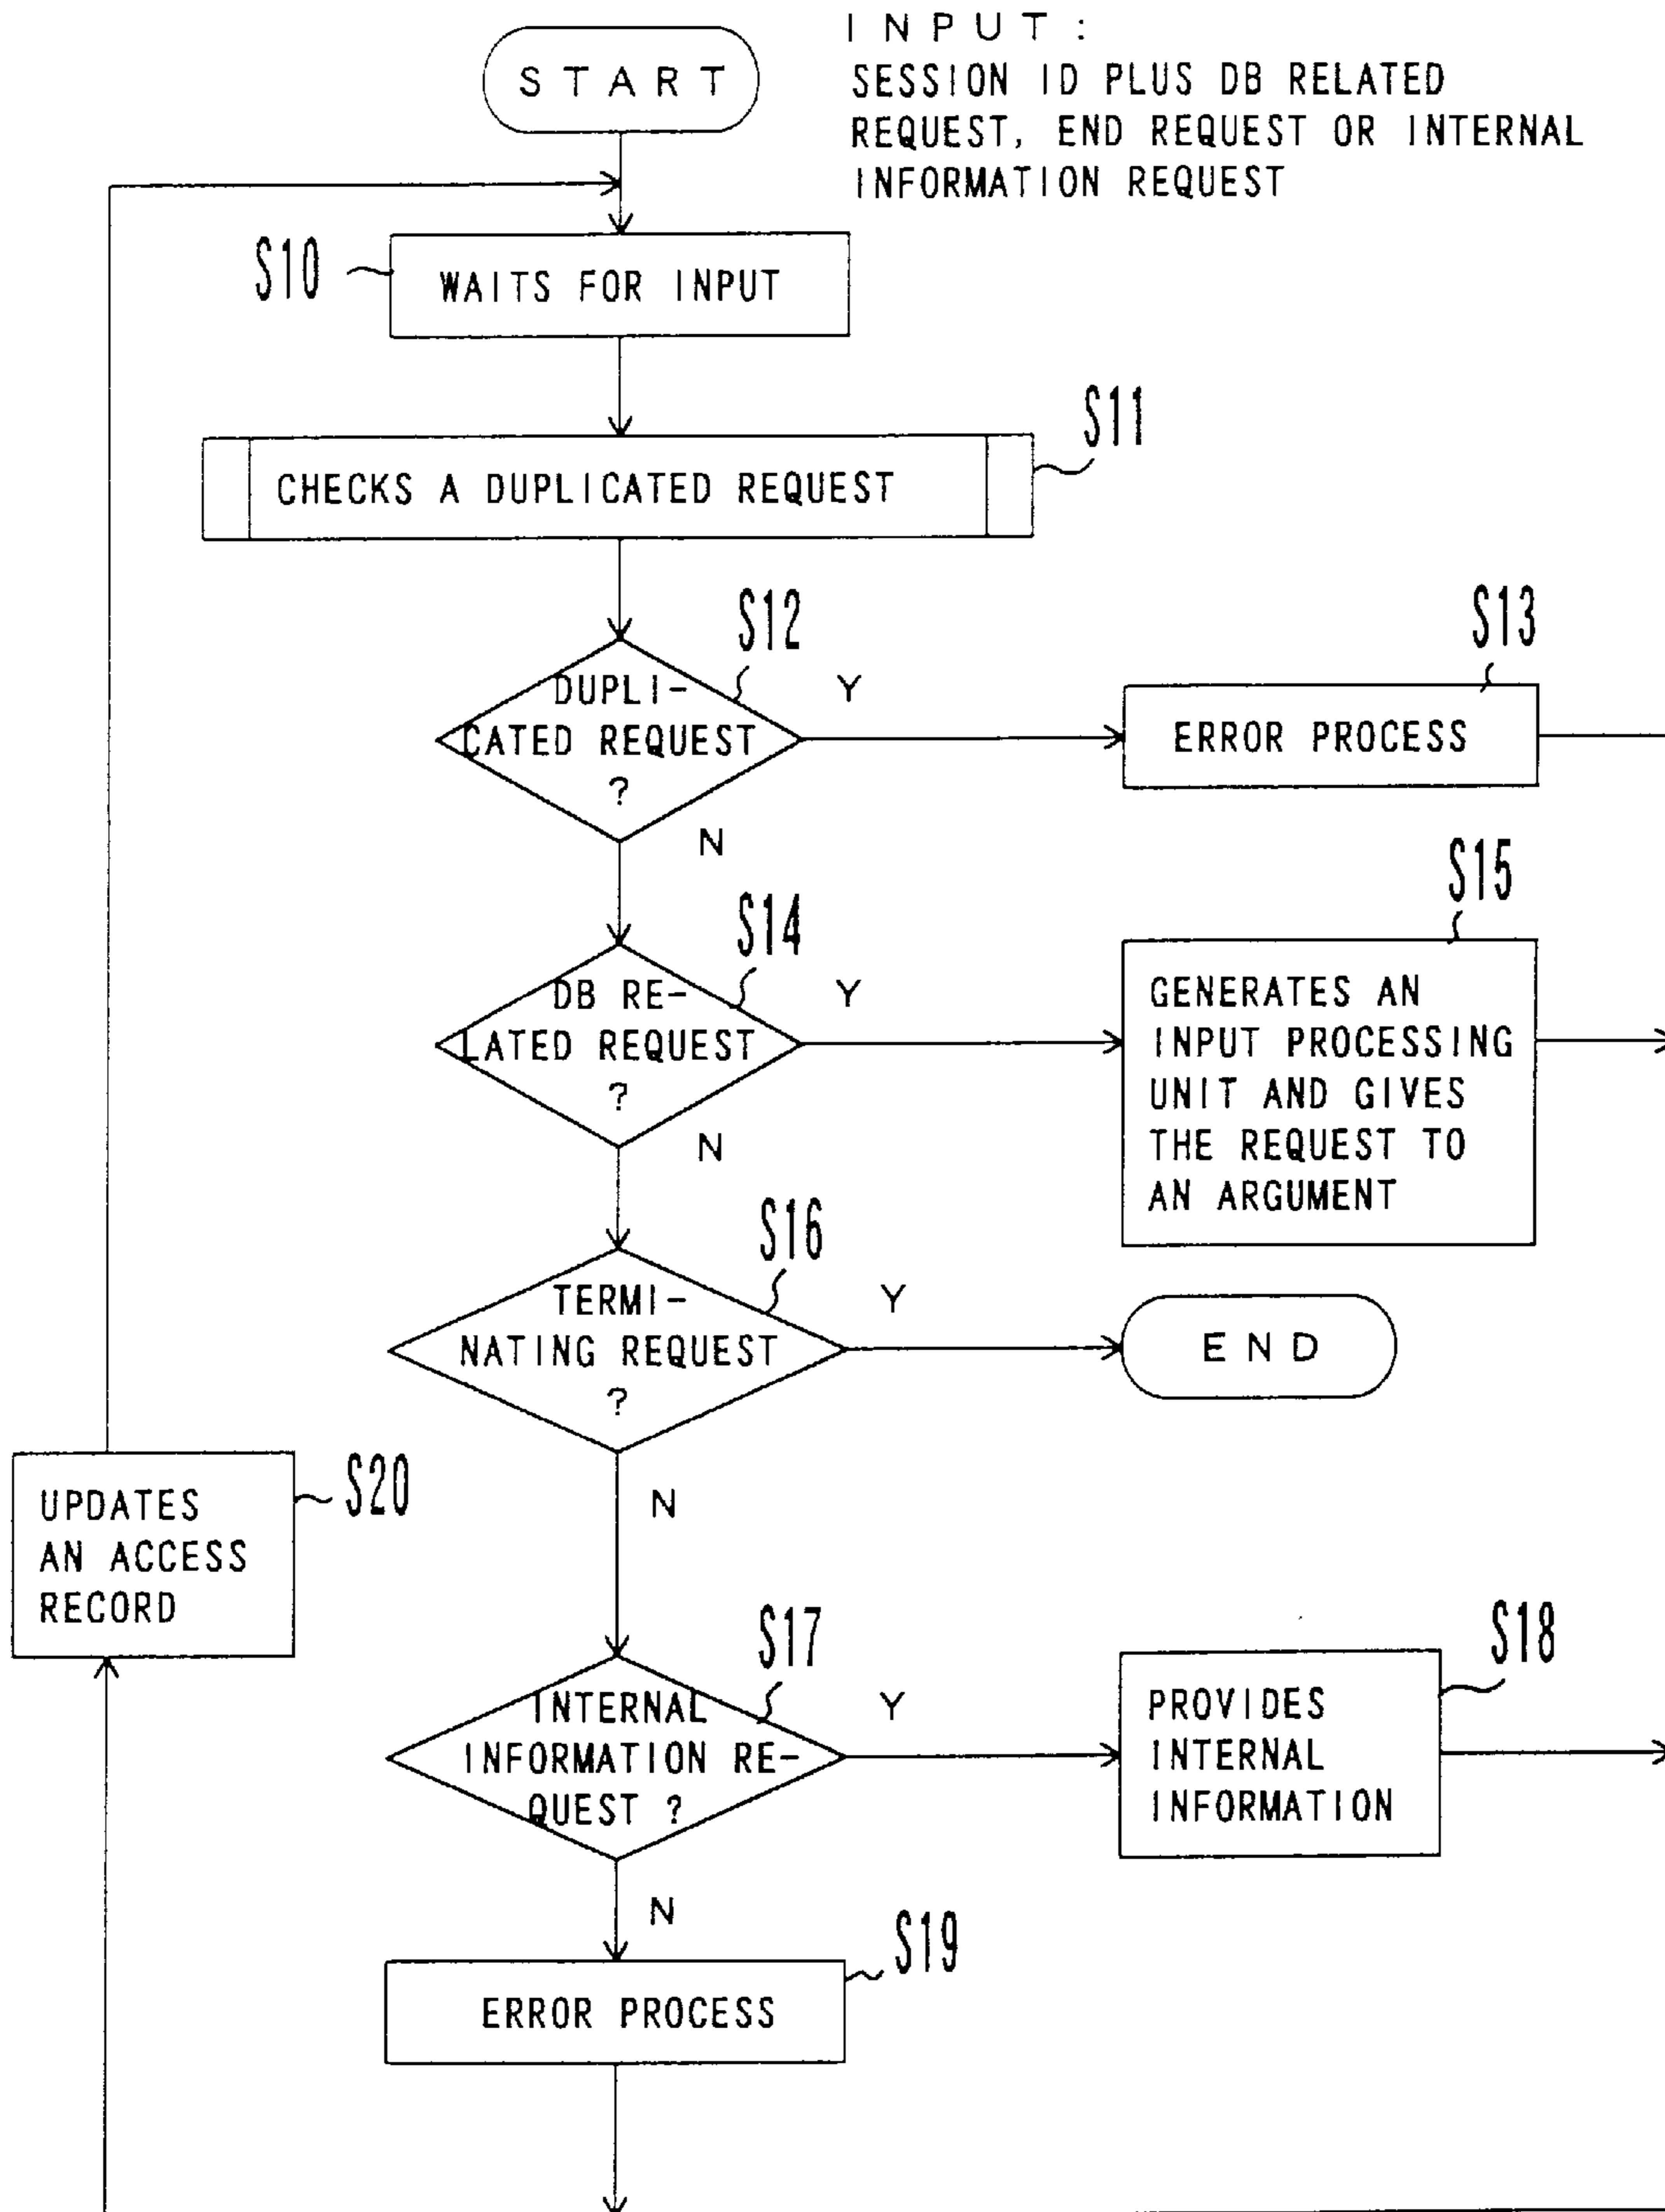 START
INPUT:
SESSION ID PLUS DB RELATED
REQUEST, END REQUEST OR INTERNAL
INFORMATION REQUEST
S10
WAITS FOR INPUT
S11
CHECKS A DUPLICATED REQUEST
S12
DUPLI-
CATED REQUEST
?
Y
N
S13
ERROR PROCESS
S14
DB RE-
LATED REQUEST
?
Y
N
S15
GENERATES AN
INPUT PROCESSING
UNIT AND GIVES
THE REQUEST TO
AN ARGUMENT
S16
TERMI-
NATING REQUEST
?
Y
N
END
S20
UPDATES
AN ACCESS
RECORD
S17
INTERNAL
INFORMATION RE-
QUEST ?
Y
N
S18
PROVIDES
INTERNAL
INFORMATION
S19
ERROR PROCESS